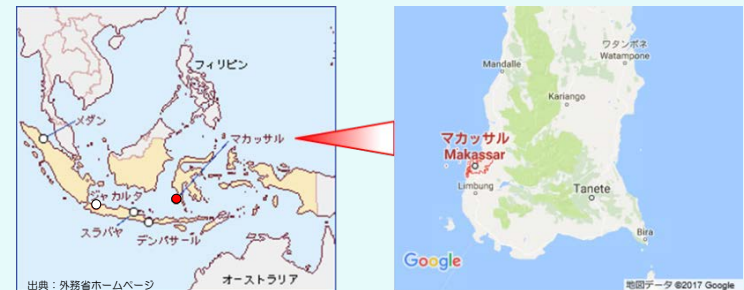 フィリピン
メダン
マカッサル
ジャカルタ
スラバヤ
デンパサール
オーストラリア
出典：外務省ホームページ
ワタンポネ
Watampone
Mandalle
Kariango
マカッサル
Makassar
Limbung
Tanete
Bira
Google
地図データ ©2017 Google